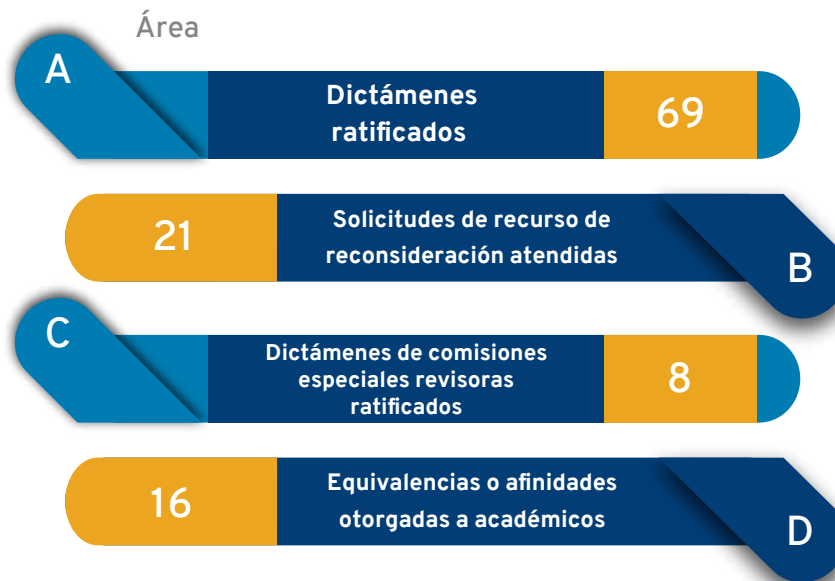 Área
A
Dictámenes
ratificados
69
21
Solicitudes de recurso de
reconsideración atendidas
B
C
Dictámenes de comisiones
especiales revisoras
ratificados
8
16
Equivalencias o afinidades
otorgadas a académicos
D